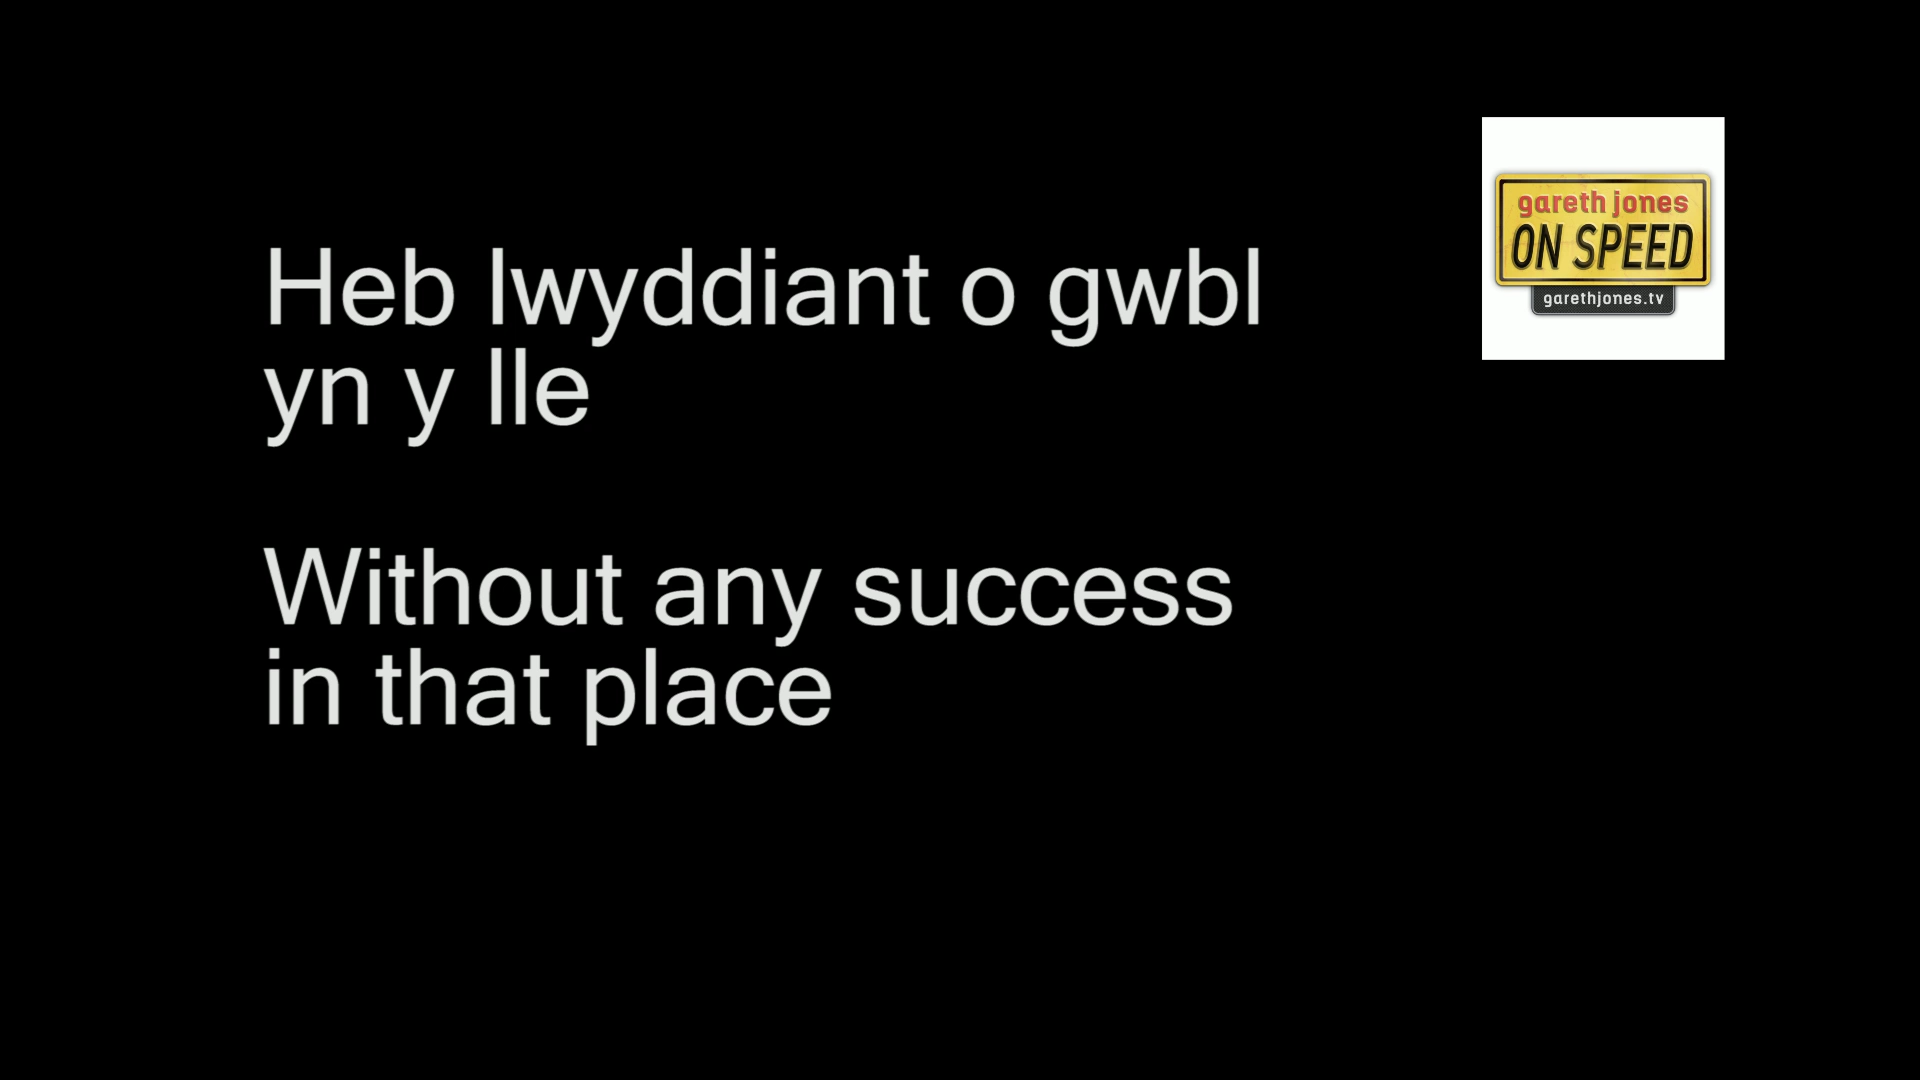 Heb lwyddiant o gwbl
yn y lle
Without any success
in that place
gareth jones
ON SPEED
garethjones.tv